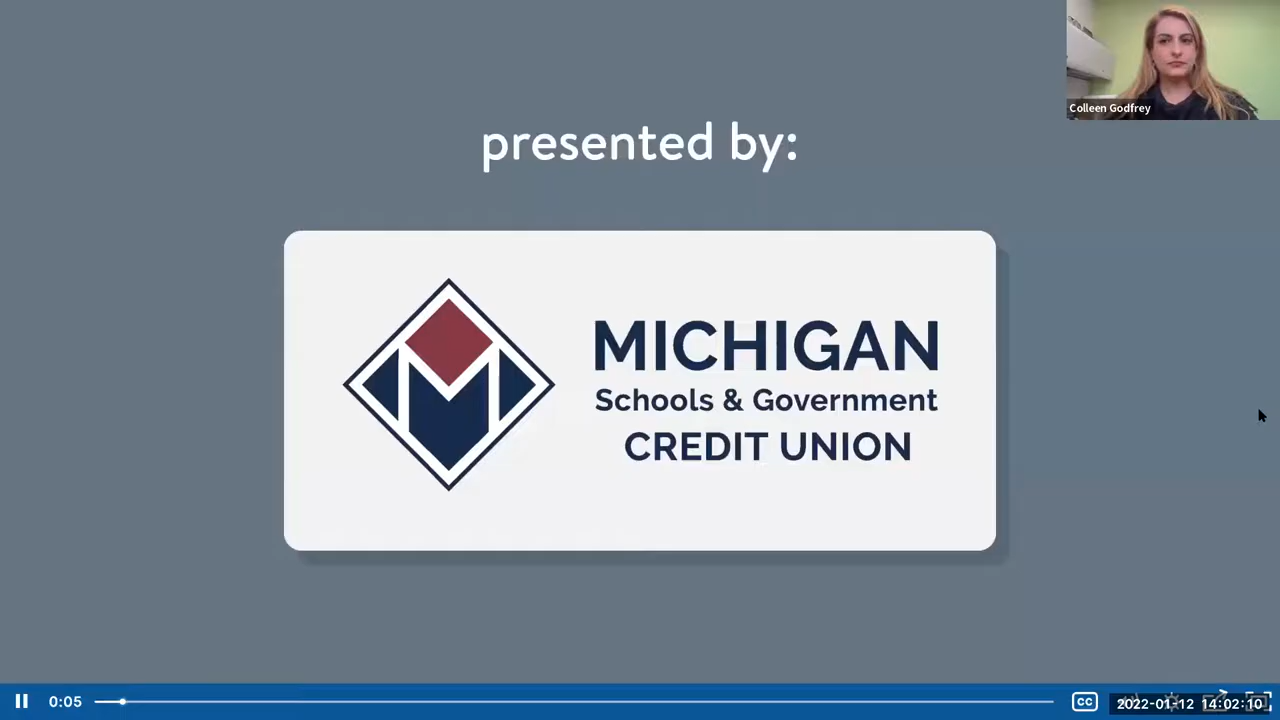 Colleen Godfrey
presented by:
MICHIGAN
Schools & Government
CREDIT UNION
0:05
CC
2022-01-12 14:02:10